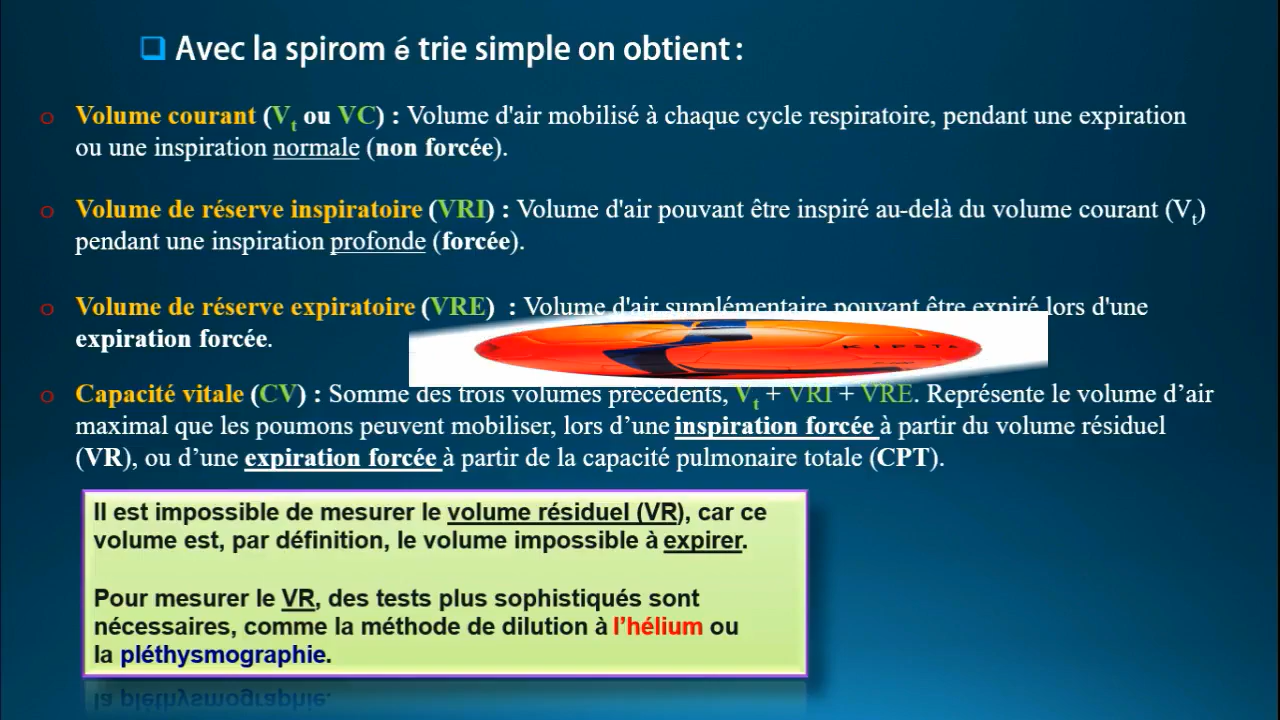 ❑ Avec la spirom é trie simple on obtient :
o Volume courant (Vt ou VC) : Volume d'air mobilisé à chaque cycle respiratoire, pendant une expiration
ou une inspiration normale (non forcée).
o Volume de réserve inspiratoire (VRI) : Volume d'air pouvant être inspiré au-delà du volume courant (Vt)
pendant une inspiration profonde (forcée).
o Volume de réserve expiratoire (VRE) : Volume d'air supplémentaire pouvant être expiré lors d'une
expiration forcée.
KIPSTA
o Capacité vitale (CV) : Somme des trois volumes précédents, Vt + VRI + VRE. Représente le volume d’air
maximal que les poumons peuvent mobiliser, lors d’une inspiration forcée à partir du volume résiduel
(VR), ou d’une expiration forcée à partir de la capacité pulmonaire totale (CPT).
Il est impossible de mesurer le volume résiduel (VR), car ce
volume est, par définition, le volume impossible à expirer.
Pour mesurer le VR, des tests plus sophistiqués sont
nécessaires, comme la méthode de dilution à l’hélium ou
la pléthysmographie.